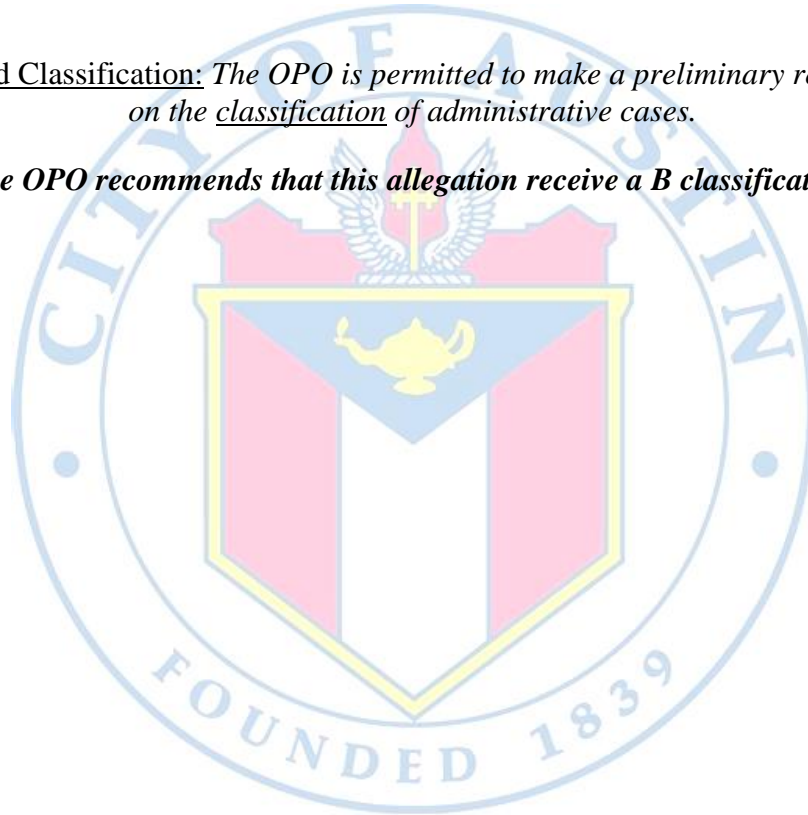 d Classification: The OPO is permitted to make a preliminary re
on the classification of administrative cases.
e OPO recommends that this allegation receive a B classificat
CITY OF AUSTIN
FOUNDED 1839